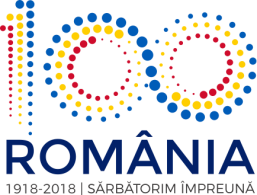 100
ROMÂNIA
1918-2018 | SĂRBĂTORIM ÎMPREUNĂ